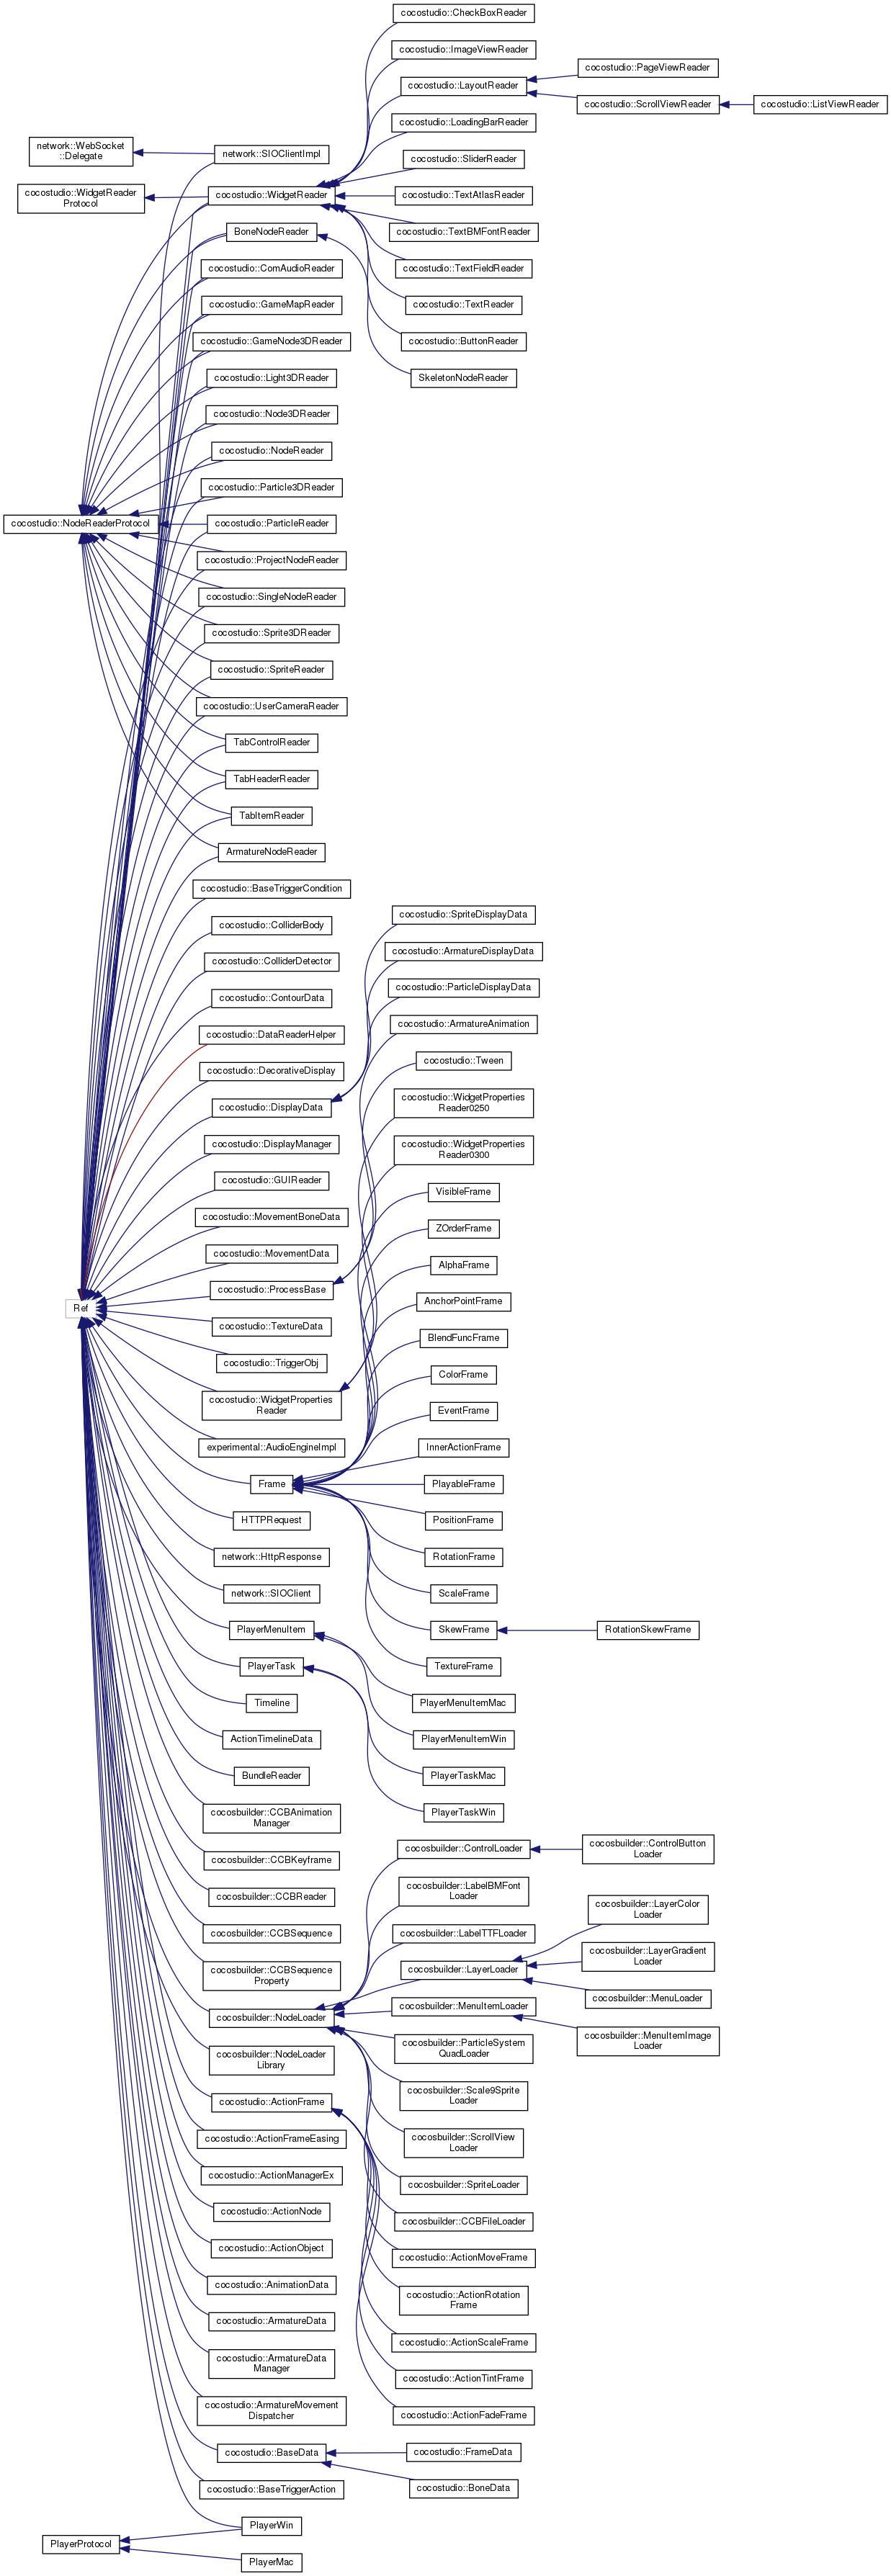 cocostudio::CheckBoxReader
cocostudio::ImageViewReader
cocostudio::PageViewReader
cocostudio::LayoutReader
cocostudio::ScrollViewReader
cocostudio::ListViewReader
cocostudio::LoadingBarReader
network::WebSocket
::Delegate
network::SIOClientImpl
cocostudio::SliderReader
cocostudio::WidgetReader
Protocol
cocostudio::WidgetReader
cocostudio::TextAtlasReader
BoneNodeReader
cocostudio::TextBMFontReader
cocostudio::ComAudioReader
cocostudio::TextFieldReader
cocostudio::GameMapReader
cocostudio::TextReader
cocostudio::GameNode3DReader
cocostudio::ButtonReader
cocostudio::Light3DReader
SkeletonNodeReader
cocostudio::Node3DReader
cocostudio::NodeReader
cocostudio::Particle3DReader
cocostudio::NodeReaderProtocol
cocostudio::ParticleReader
cocostudio::ProjectNodeReader
cocostudio::SingleNodeReader
cocostudio::Sprite3DReader
cocostudio::SpriteReader
cocostudio::UserCameraReader
TabControlReader
TabHeaderReader
TabItemReader
ArmatureNodeReader
cocostudio::BaseTriggerCondition
cocostudio::SpriteDisplayData
cocostudio::ColliderBody
cocostudio::ArmatureDisplayData
cocostudio::ColliderDetector
cocostudio::ParticleDisplayData
cocostudio::ContourData
cocostudio::ArmatureAnimation
cocostudio::DataReaderHelper
cocostudio::Tween
cocostudio::DecorativeDisplay
cocostudio::WidgetProperties
Reader0250
cocostudio::DisplayData
cocostudio::DisplayManager
cocostudio::WidgetProperties
Reader0300
cocostudio::GUIReader
VisibleFrame
cocostudio::MovementBoneData
ZOrderFrame
cocostudio::MovementData
AlphaFrame
cocostudio::ProcessBase
AnchorPointFrame
Ref
cocostudio::TextureData
BlendFuncFrame
cocostudio::TriggerObj
ColorFrame
cocostudio::WidgetProperties
Reader
EventFrame
experimental::AudioEngineImpl
InnerActionFrame
Frame
PlayableFrame
HTTPRequest
PositionFrame
network::HttpResponse
RotationFrame
network::SIOClient
ScaleFrame
PlayerMenuItem
SkewFrame
RotationSkewFrame
PlayerTask
TextureFrame
Timeline
PlayerMenuItemMac
ActionTimelineData
PlayerMenuItemWin
BundleReader
PlayerTaskMac
cocosbuilder::CCBAnimation
Manager
PlayerTaskWin
cocosbuilder::CCBKeyframe
cocosbuilder::ControlLoader
cocosbuilder::ControlButton
Loader
cocosbuilder::CCBReader
cocosbuilder::LabelBMFont
Loader
cocosbuilder::LayerColor
Loader
cocosbuilder::CCBSequence
cocosbuilder::LabelTTFLoader
cocosbuilder::LayerGradient
Loader
cocosbuilder::CCBSequence
Property
cocosbuilder::LayerLoader
cocosbuilder::MenuLoader
cocosbuilder::NodeLoader
cocosbuilder::MenuItemLoader
cocosbuilder::MenuItemImage
Loader
cocosbuilder::NodeLoader
Library
cocosbuilder::ParticleSystem
QuadLoader
cocostudio::ActionFrame
cocosbuilder::Scale9Sprite
Loader
cocostudio::ActionFrameEasing
cocosbuilder::ScrollView
Loader
cocostudio::ActionManagerEx
cocosbuilder::SpriteLoader
cocostudio::ActionNode
cocosbuilder::CCBFileLoader
cocostudio::ActionObject
cocostudio::ActionMoveFrame
cocostudio::AnimationData
cocostudio::ActionRotation
Frame
cocostudio::ArmatureData
cocostudio::ActionScaleFrame
cocostudio::ArmatureData
Manager
cocostudio::ActionTintFrame
cocostudio::ArmatureMovement
Dispatcher
cocostudio::ActionFadeFrame
cocostudio::BaseData
cocostudio::FrameData
cocostudio::BaseTriggerAction
cocostudio::BoneData
PlayerWin
PlayerProtocol
PlayerMac